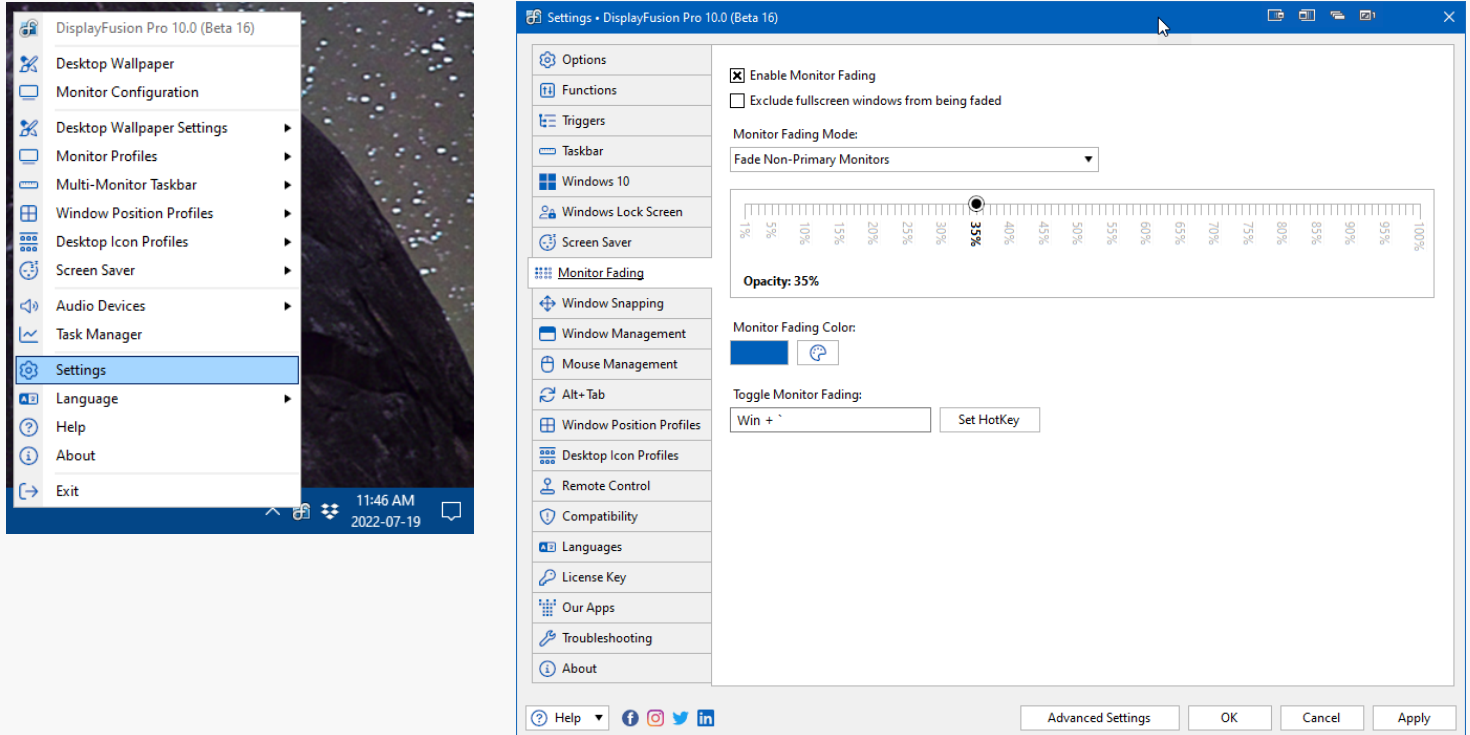 DisplayFusion Pro 10.0 (Beta 16)
Desktop Wallpaper
Monitor Configuration
Desktop Wallpaper Settings
Monitor Profiles
Multi-Monitor Taskbar
Window Position Profiles
Desktop Icon Profiles
Screen Saver
Audio Devices
Task Manager
Settings
Language
Help
About
Exit
11:46 AM
2022-07-19
Settings • DisplayFusion Pro 10.0 (Beta 16)
Options
Functions
Triggers
Taskbar
Windows 10
Windows Lock Screen
Screen Saver
Monitor Fading
Window Snapping
Window Management
Mouse Management
Alt+Tab
Window Position Profiles
Desktop Icon Profiles
Remote Control
Compatibility
Languages
License Key
Our Apps
Troubleshooting
About
Enable Monitor Fading
Exclude fullscreen windows from being faded
Monitor Fading Mode:
Fade Non-Primary Monitors
1% 5% 10% 15% 20% 25% 30% 35% 40% 45% 50% 55% 60% 65% 70% 75% 80% 85% 90% 95% 100%
Opacity: 35%
Monitor Fading Color:
Toggle Monitor Fading:
Win + ` Set HotKey
Help
Advanced Settings OK Cancel Apply